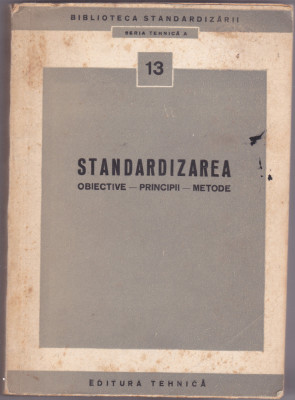 BIBLIOTECA STANDARDIZĂRII
SERIA TEHNICĂ
13
STANDARDIZAREA
OBIECTIVE — PRINCIPII — METODE
EDITURA TEHNICĂ